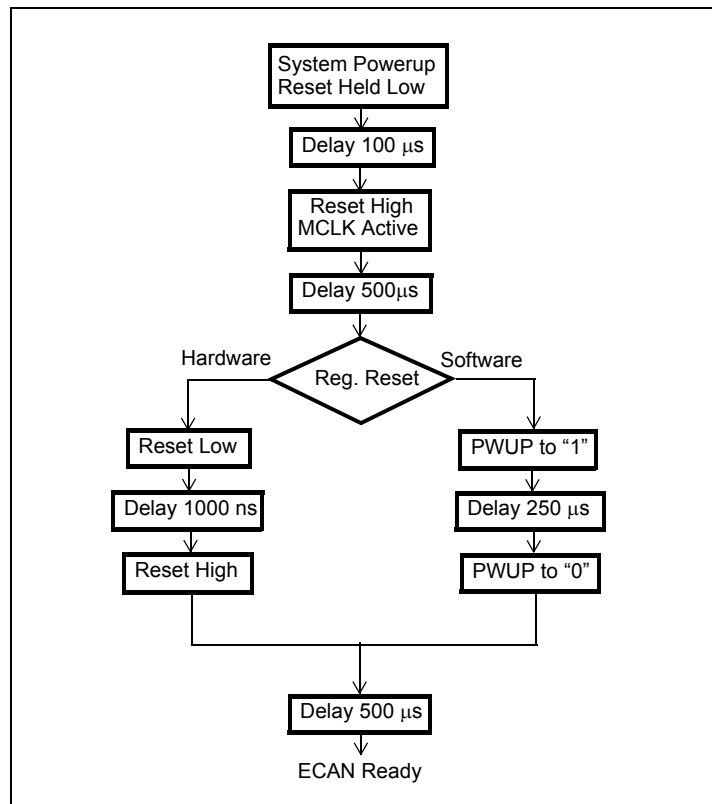 System Powerup
Reset Held Low
Delay 100 μs
Reset High
MCLK Active
Delay 500μs
Hardware
Software
Reg. Reset
Reset Low
PWUP to “1”
Delay 1000 ns
Delay 250 μs
Reset High
PWUP to “0”
Delay 500 μs
ECAN Ready